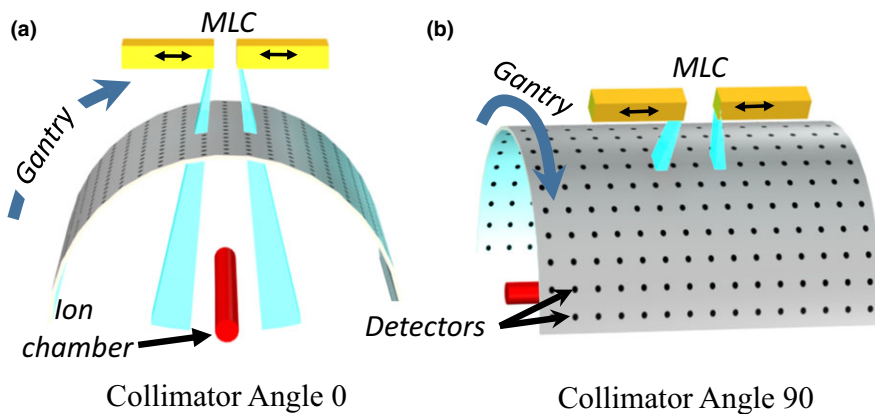 (a)
MLC
Gantry
Ion
chamber
Collimator Angle 0
(b)
Gantry
MLC
Detectors
Collimator Angle 90